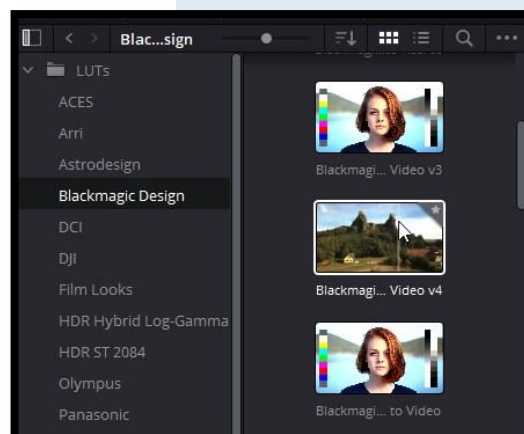 Blac...sign
LUTs
ACES
Arri
Astrodesign
Blackmagic Design
DCI
DJI
Film Looks
HDR Hybrid Log-Gamma
HDR ST 2084
Olympus
Panasonic
Blackmagi... Video v3
Blackmagi... Video v4
Blackmagi... to Video